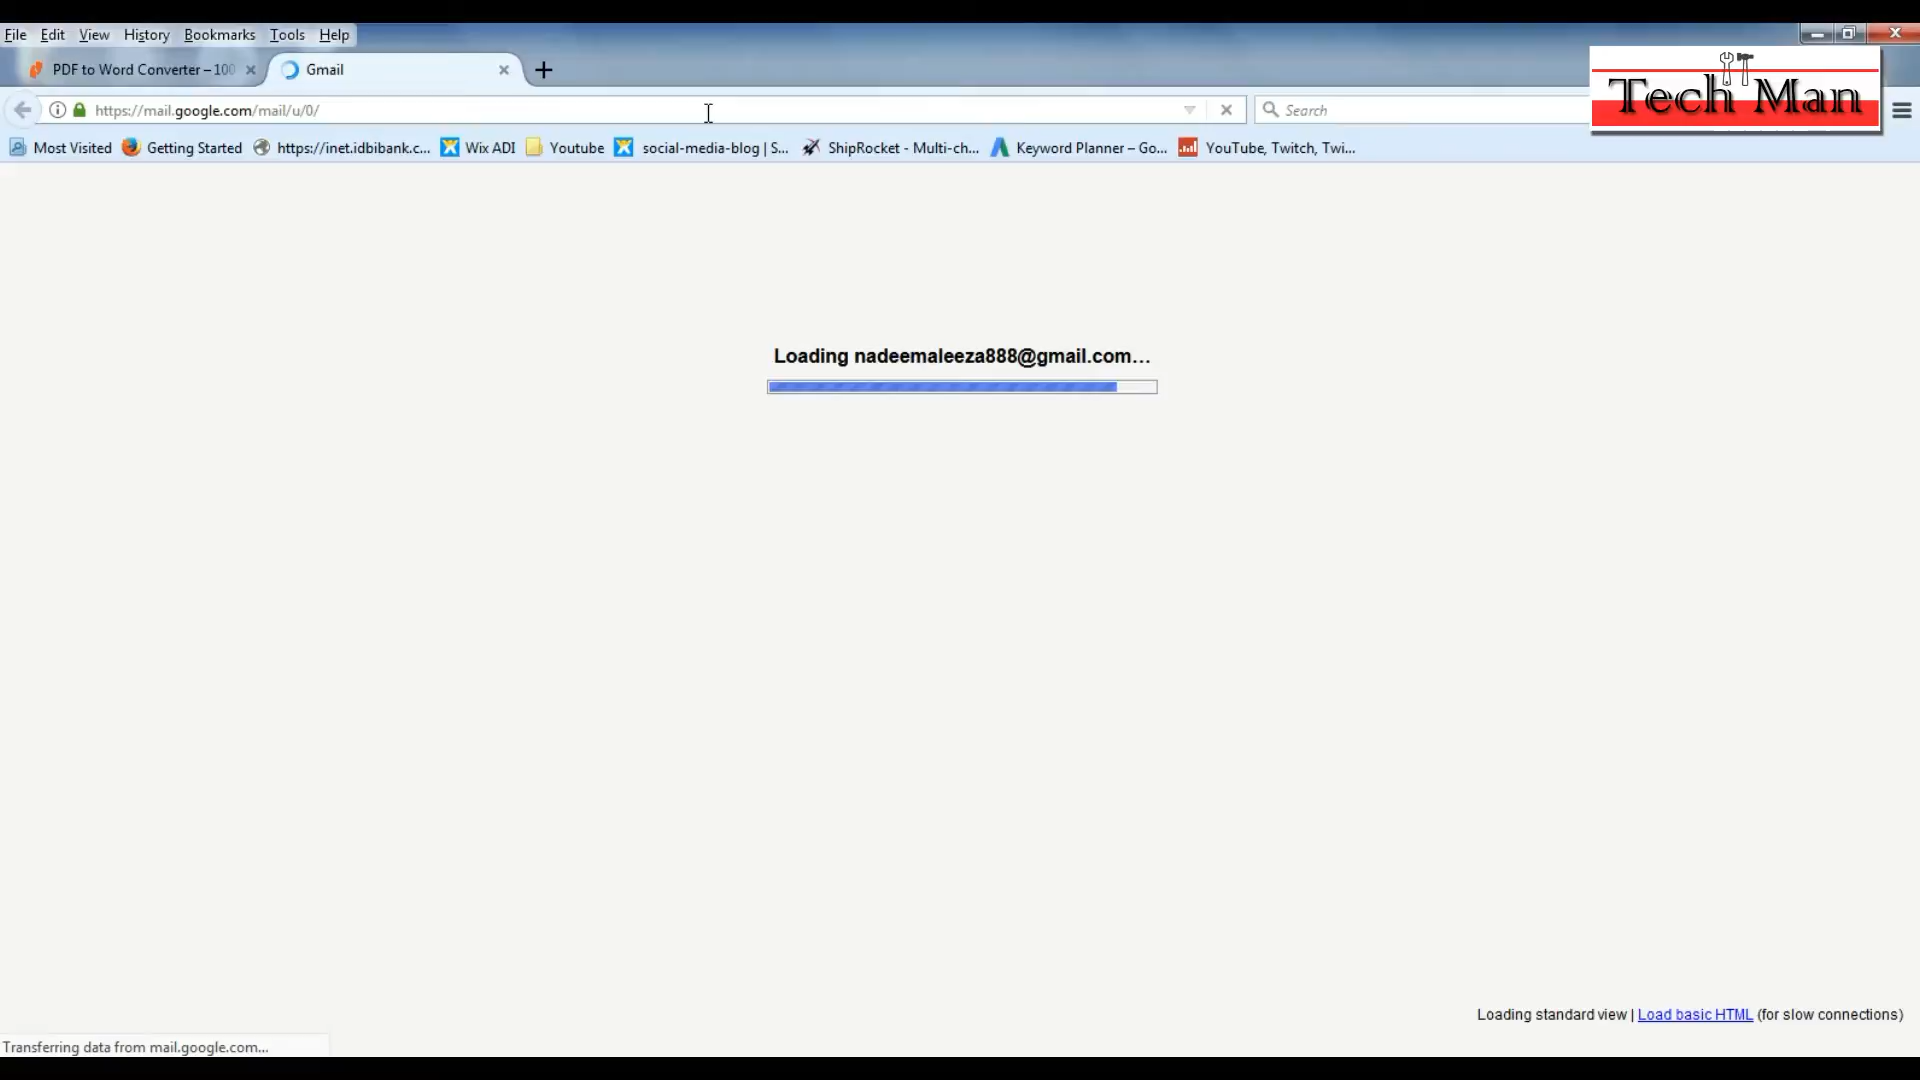 File Edit View History Bookmarks Tools Help
PDF to Word Converter – 100
Gmail
https://mail.google.com/mail/u/0/
Search
Tech Man
Most Visited Getting Started https://inet.idbibank.c... Wix ADI Youtube social-media-blog | S... ShipRocket - Multi-ch... Keyword Planner – Go... YouTube, Twitch, Twi...
Loading nadeemaleeza888@gmail.com...
Loading standard view | Load basic HTML (for slow connections)
Transferring data from mail.google.com...